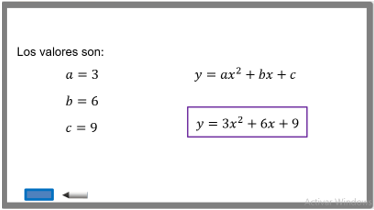 Los valores son:
a = 3
b = 6
c = 9
y = ax² + bx + c
y = 3x² + 6x + 9